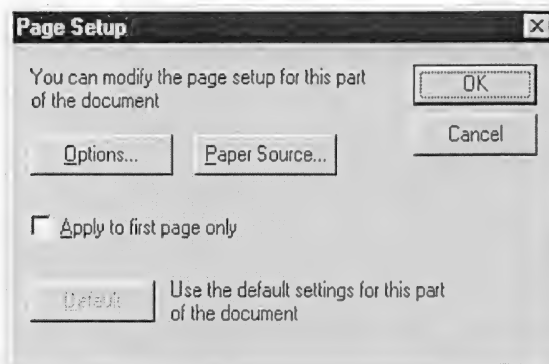 Page Setup
You can modify the page setup for this part
of the document
OK
Cancel
Options...
Paper Source...
Apply to first page only
Default
Use the default settings for this part
of the document